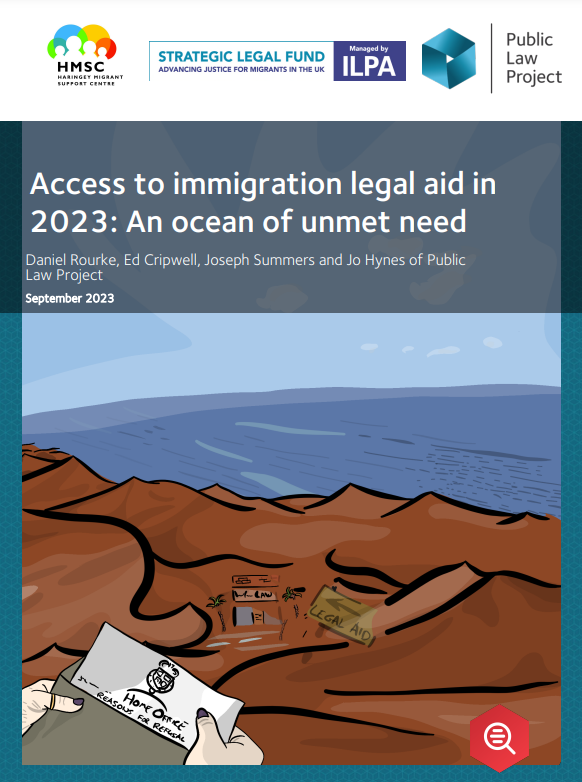 HMSC
HARINGEY MIGRANT
SUPPORT CENTRE
STRATEGIC LEGAL FUND
ADVANCING JUSTICE FOR MIGRANTS IN THE UK
Managed by
ILPA
Public
Law
Project
Access to immigration legal aid in
2023: An ocean of unmet need
Daniel Rourke, Ed Cripwell, Joseph Summers and Jo Hynes of Public
Law Project
September 2023
LAW
LEGAL AID
HOME OFFICE
REASONS FOR REFUSAL